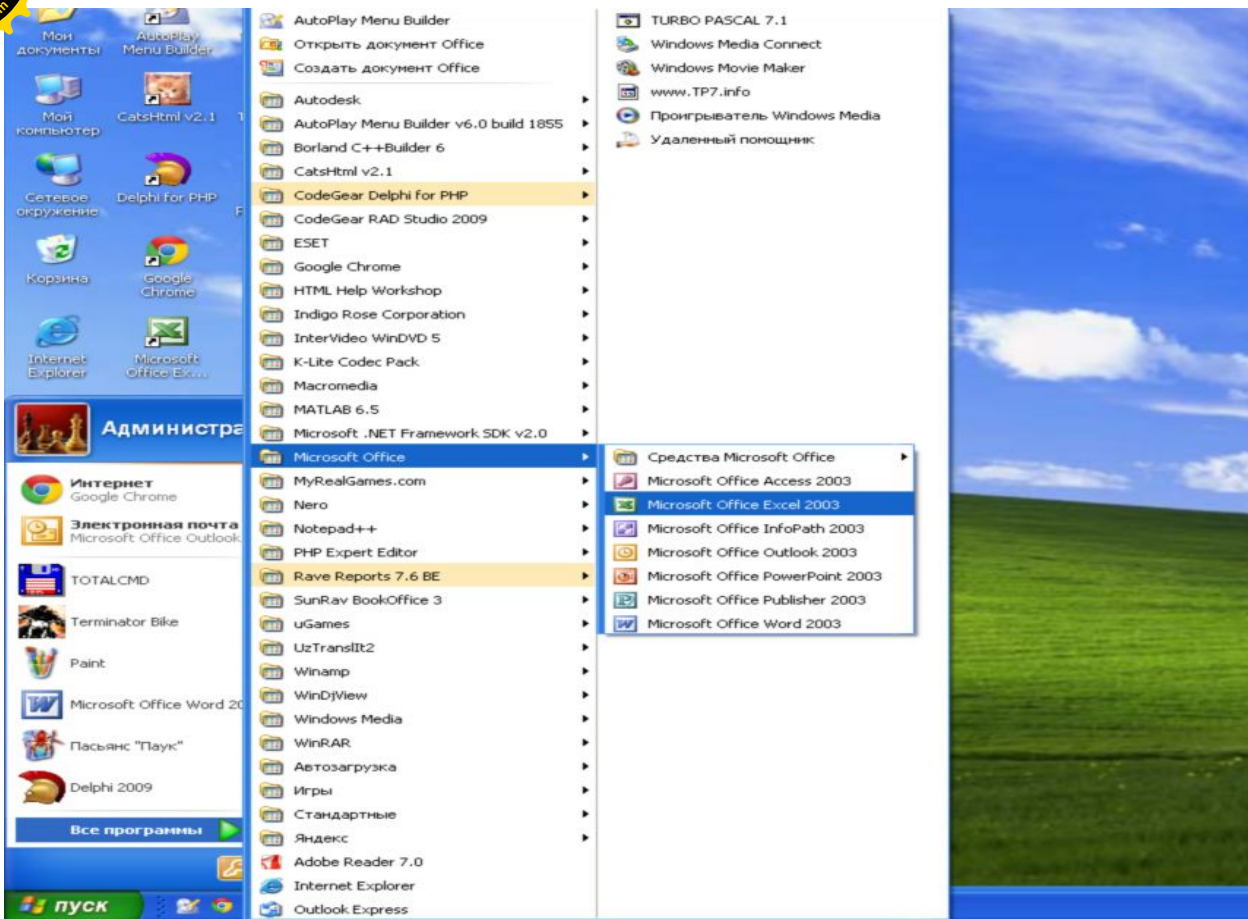 Мои
документы
AutoPlay
Menu Builder
Мой
компьютер
CatsHtml v2.1
Сетевое
окружение
Delphi for PHP
Корзина
Google
Chrome
Internet
Explorer
Microsoft
Office Ex...
Администра
Интернет
Google Chrome
Электронная почта
Microsoft Office Outlook
TOTALCMD
Terminator Bike
Paint
Microsoft Office Word 20
Пасьянс "Паук"
Delphi 2009
Все программы
пуск
AutoPlay Menu Builder
Открыть документ Office
Создать документ Office
Autodesk
AutoPlay Menu Builder v6.0 build 1855
Borland C++Builder 6
CatsHtml v2.1
CodeGear Delphi for PHP
CodeGear RAD Studio 2009
ESET
Google Chrome
HTML Help Workshop
Indigo Rose Corporation
InterVideo WinDVD 5
K-Lite Codec Pack
Macromedia
MATLAB 6.5
Microsoft .NET Framework SDK v2.0
Microsoft Office
MyRealGames.com
Nero
Notepad++
PHP Expert Editor
Rave Reports 7.6 BE
SunRav BookOffice 3
uGames
UzTranslIt2
Winamp
WinDjView
Windows Media
WinRAR
Автозагрузка
Игры
Стандартные
Яндекс
Adobe Reader 7.0
Internet Explorer
Outlook Express
TURBO PASCAL 7.1
Windows Media Connect
Windows Movie Maker
www.TP7.info
Проигрыватель Windows Media
Удаленный помощник
Средства Microsoft Office
Microsoft Office Access 2003
Microsoft Office Excel 2003
Microsoft Office InfoPath 2003
Microsoft Office Outlook 2003
Microsoft Office PowerPoint 2003
Microsoft Office Publisher 2003
Microsoft Office Word 2003